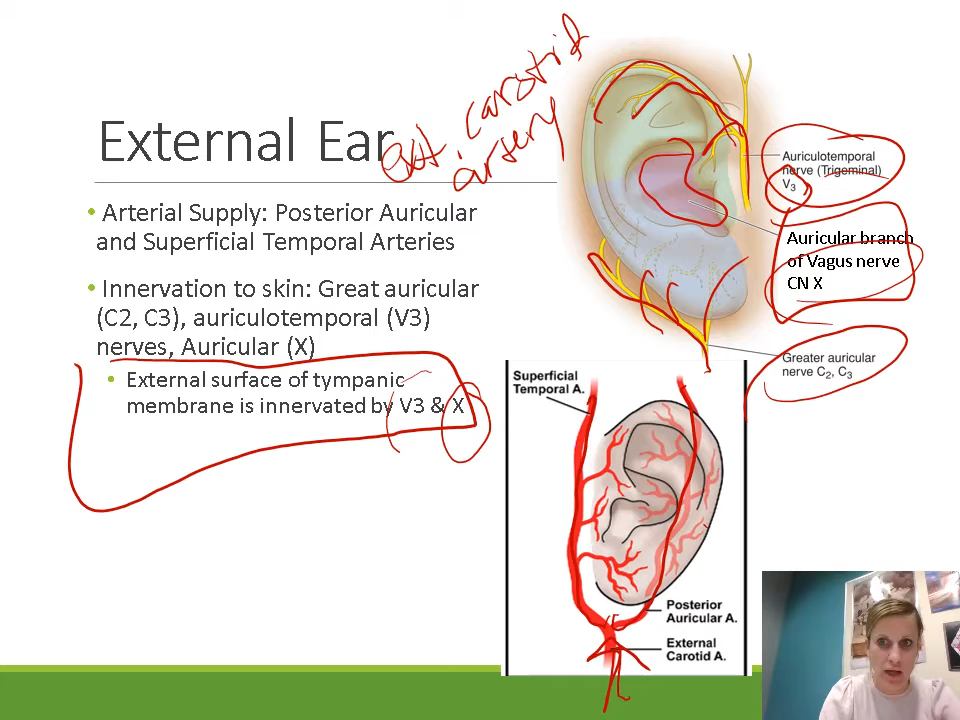 External Ear
ext carotid
artery
• Arterial Supply: Posterior Auricular
and Superficial Temporal Arteries
• Innervation to skin: Great auricular
(C2, C3), auriculotemporal (V3)
nerves, Auricular (X)
• External surface of tympanic
membrane is innervated by V3 & X
Auriculotemporal
nerve (Trigeminal)
V3
Auricular branch
of Vagus nerve
CN X
Greater auricular
nerve C2, C3
Superficial
Temporal A.
Posterior
Auricular A.
External
Carotid A.